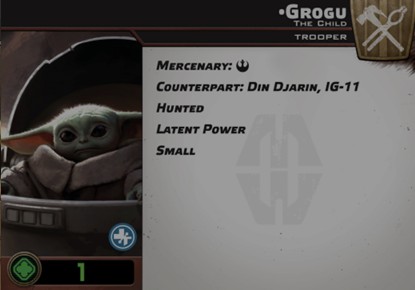 •Grogu
The Child
Trooper
Mercenary:
Counterpart: Din Djarin, IG-11
Hunted
Latent Power
Small
1